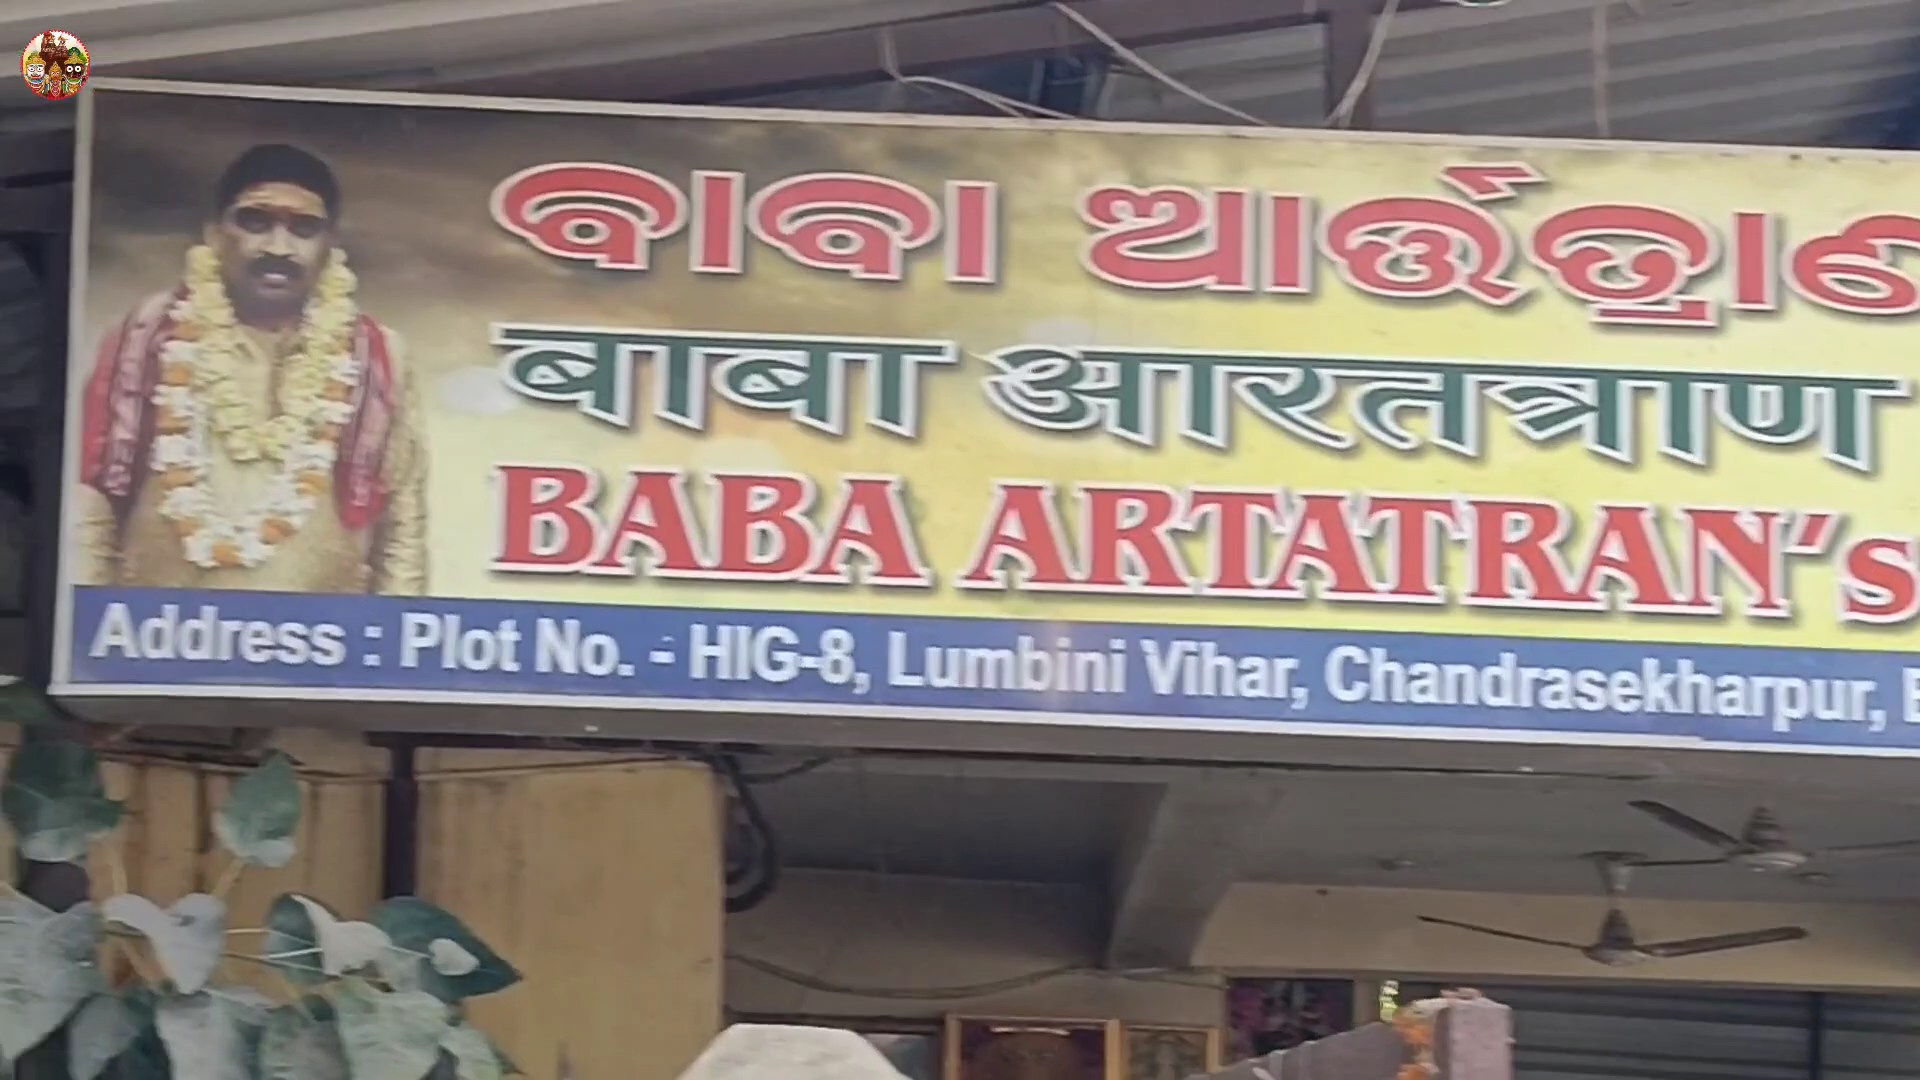 ବାବା ଆର୍ତ୍ତତ୍ରାଣ
बाबा आरतत्राण
BABA ARTATRAN's
Address : Plot No. - HIG-8, Lumbini Vihar, Chandrasekharpur,